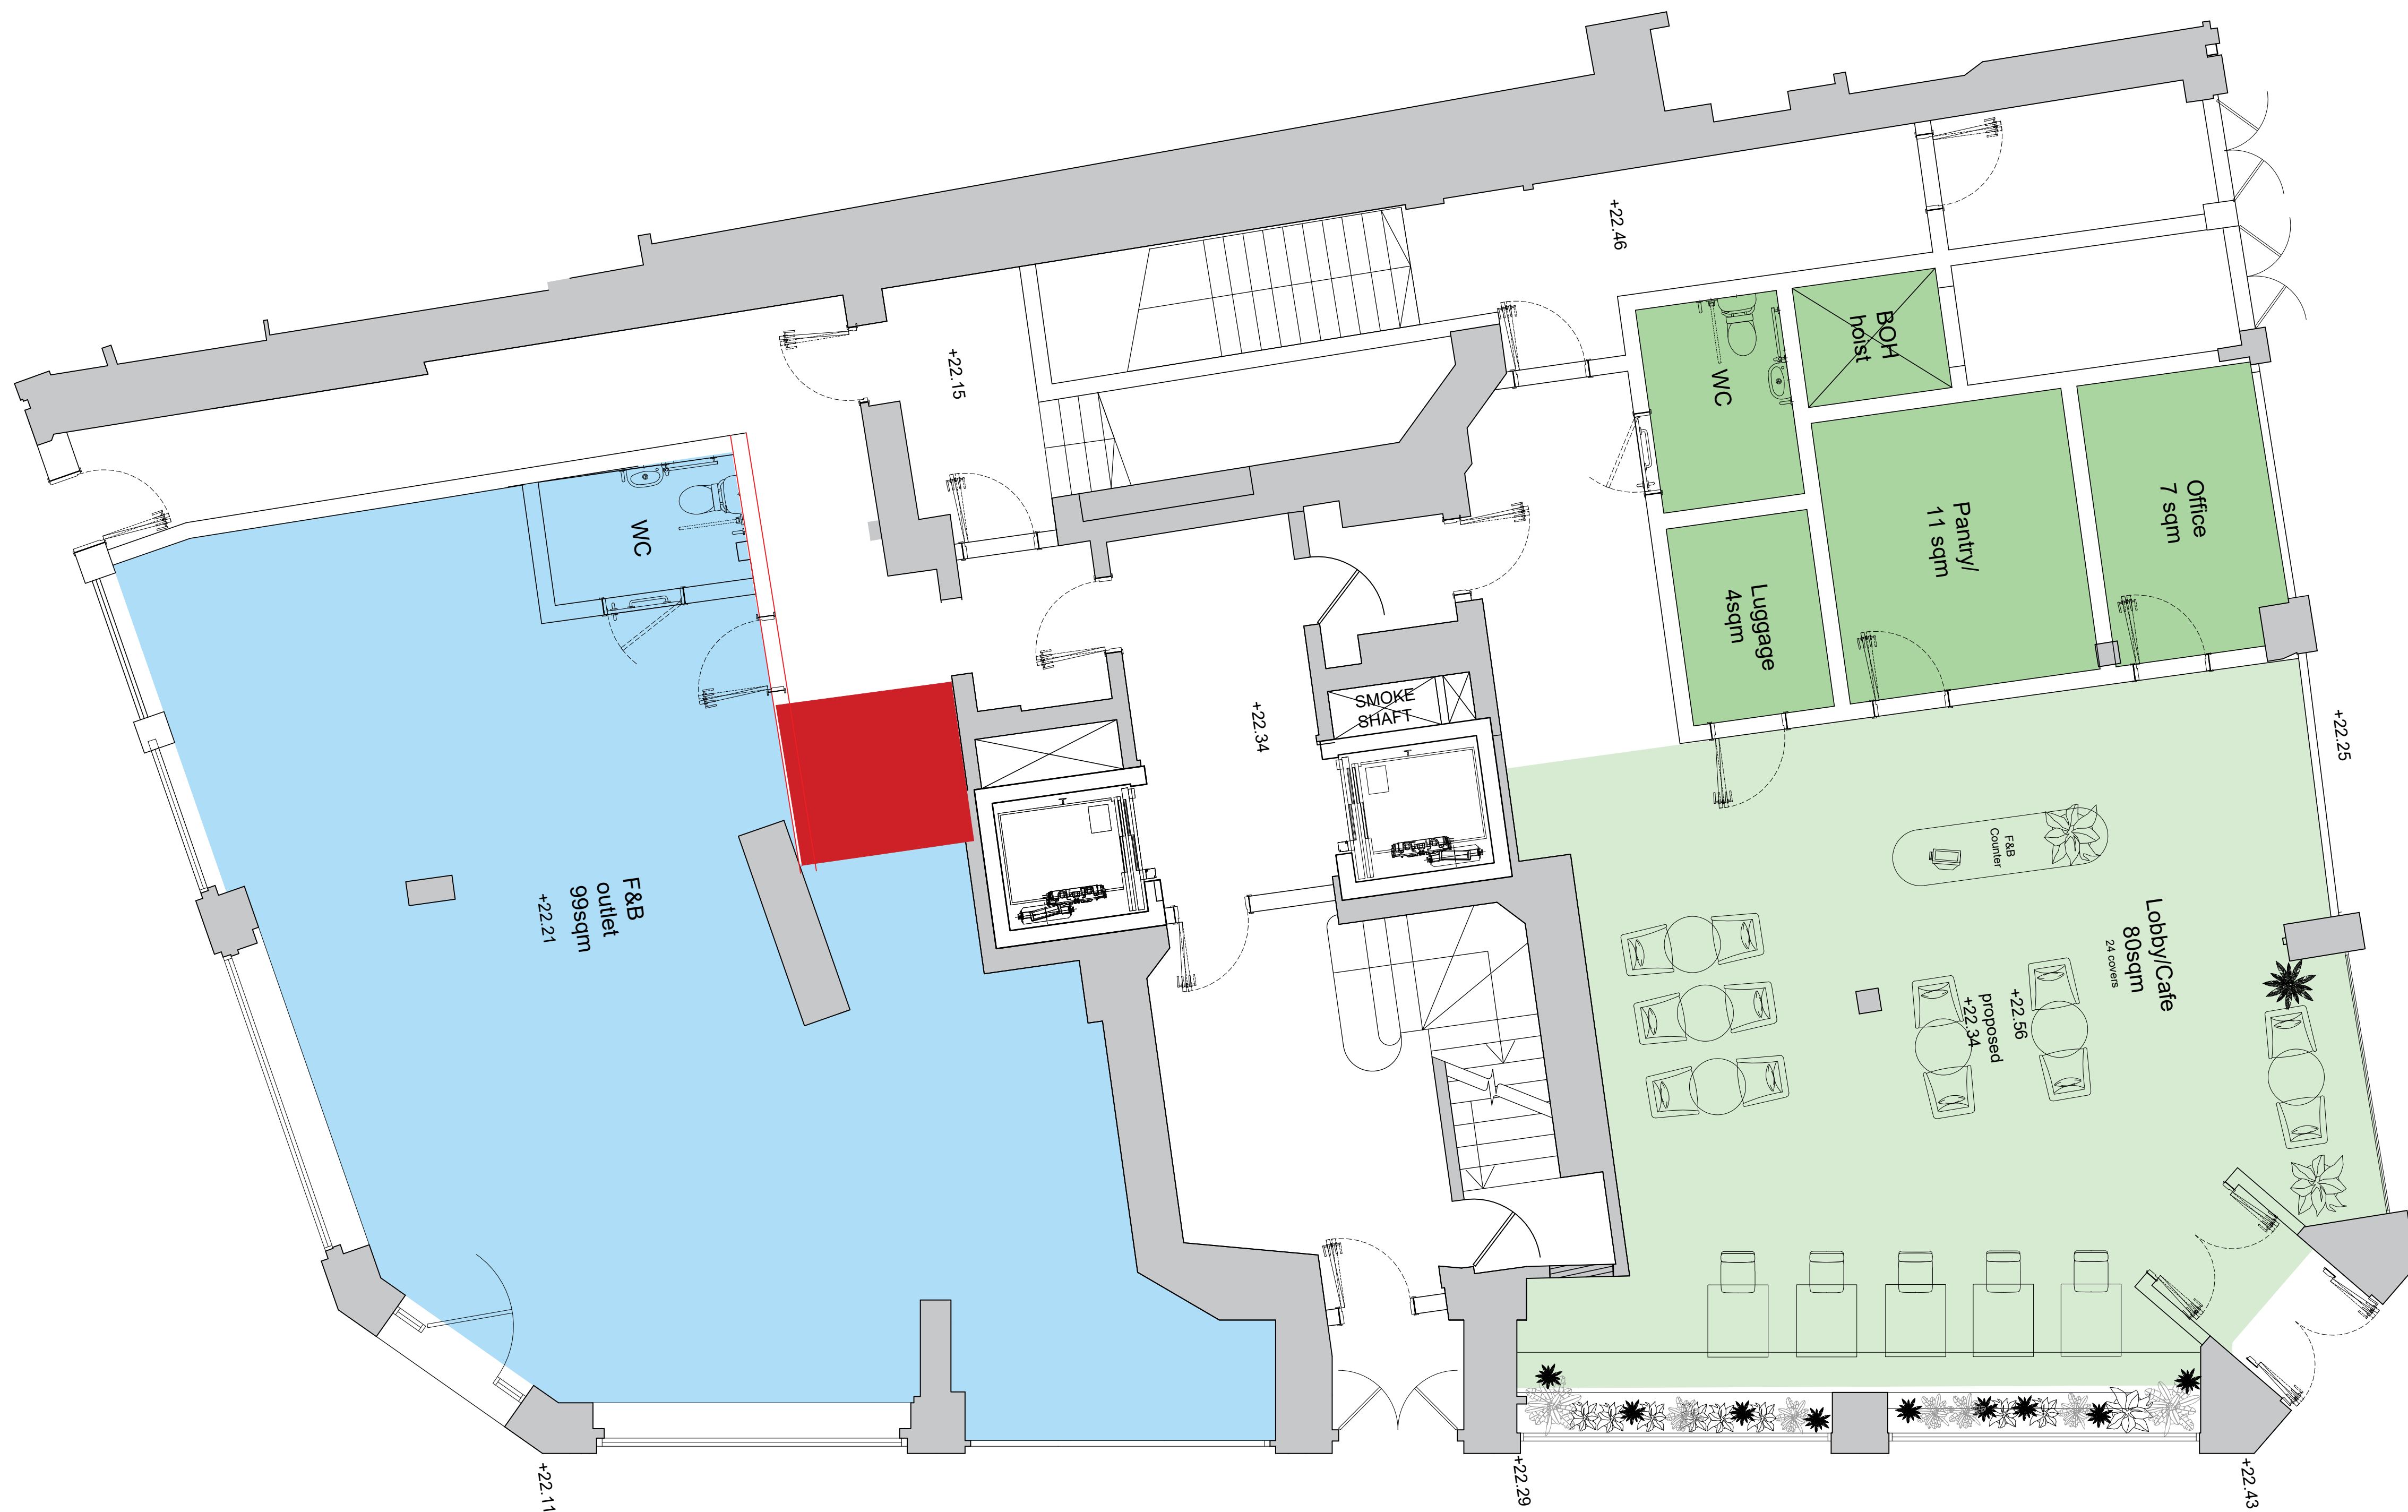 +22.46
+22.15
WC
BOH
hoist
Office
7 sqm
Pantry/
11 sqm
WC
Luggage
4sqm
SMOKE
SHAFT
+22.34
+22.25
F&B
Counter
F&B
outlet
99sqm
+22.21
Lobby/Cafe
80sqm
24 covers
+22.56
proposed
+22.34
+22.11
+22.29
+22.43